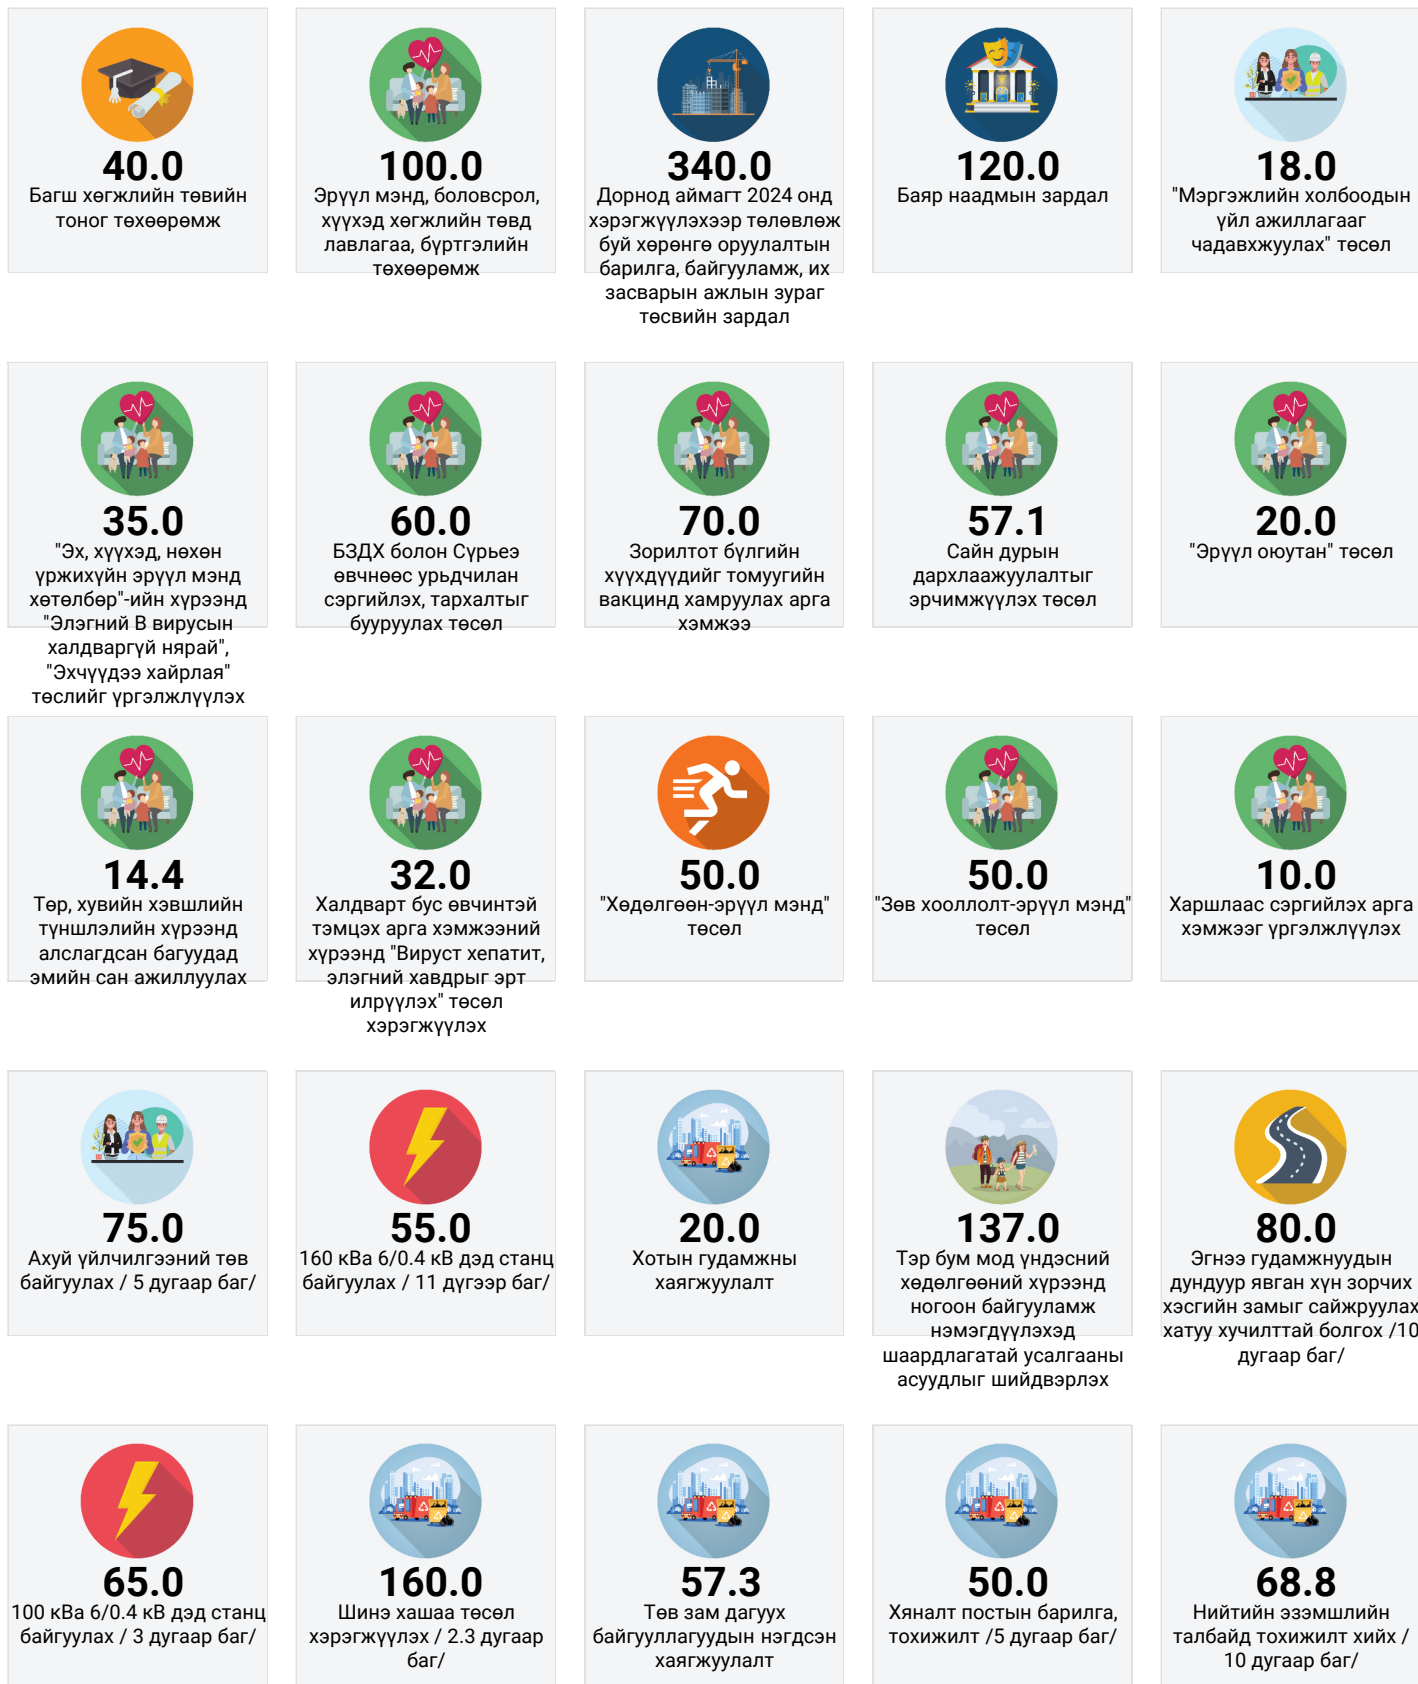 40.0
Багш хөгжлийн төвийн
тоног төхөөрөмж
100.0
Эрүүл мэнд, боловсрол,
хүүхэд хөгжлийн төвд
лавлагаа, бүртгэлийн
төхөөрөмж
340.0
Дорнод аймагт 2024 онд
хэрэгжүүлэхээр төлөвлөж
буй хөрөнгө оруулалтын
барилга, байгууламж, их
засварын ажлын зураг
төсвийн зардал
120.0
Баяр наадмын зардал
18.0
"Мэргэжлийн холбоодын
үйл ажиллагааг
чадавхжуулах" төсөл
35.0
"Эх, хүүхэд, нөхөн
үржихүйн эрүүл мэнд
хөтөлбөр"-ийн хүрээнд
"Элэгний В вирусын
халдваргүй нярай",
"Эхчүүдээ хайрлая"
төслийг үргэлжлүүлэх
60.0
БЗДХ болон Сүрьеэ
өвчнөөс урьдчилан
сэргийлэх, тархалтыг
бууруулах төсөл
70.0
Зорилтот бүлгийн
хүүхдүүдийг томуугийн
вакцинд хамруулах арга
хэмжээ
57.1
Сайн дурын
дархлаажуулалтыг
эрчимжүүлэх төсөл
20.0
"Эрүүл оюутан" төсөл
14.4
Төр, хувийн хэвшлийн
түншлэлийн хүрээнд
алслагдсан багуудад
эмийн сан ажиллуулах
32.0
Халдварт бус өвчинтэй
тэмцэх арга хэмжээний
хүрээнд "Вируст хепатит,
элэгний хавдрыг эрт
илрүүлэх" төсөл
хэрэгжүүлэх
50.0
"Хөдөлгөөн-эрүүл мэнд"
төсөл
50.0
"Зөв хооллолт-эрүүл мэнд"
төсөл
10.0
Харшлаас сэргийлэх арга
хэмжээг үргэлжлүүлэх
75.0
Ахуй үйлчилгээний төв
байгуулах / 5 дугаар баг/
55.0
160 кВа 6/0.4 кВ дэд станц
байгуулах / 11 дүгээр баг/
20.0
Хотын гудамжны
хаягжуулалт
137.0
Тэр бум мод үндэсний
хөдөлгөөний хүрээнд
ногоон байгууламж
нэмэгдүүлэхэд
шаардлагатай усалгааны
асуудлыг шийдвэрлэх
80.0
Эгнээ гудамжнуудын
дундуур явган хүн зорчих
хэсгийн замыг сайжруулах
хатуу хучилттай болгох /10
дугаар баг/
65.0
100 кВа 6/0.4 кВ дэд станц
байгуулах / 3 дугаар баг/
160.0
Шинэ хашаа төсөл
хэрэгжүүлэх / 2.3 дугаар
баг/
57.3
Төв зам дагуух
байгууллагуудын нэгдсэн
хаягжуулалт
50.0
Хяналт постын барилга,
тохижилт /5 дугаар баг/
68.8
Нийтийн эзэмшлийн
талбайд тохижилт хийх /
10 дугаар баг/